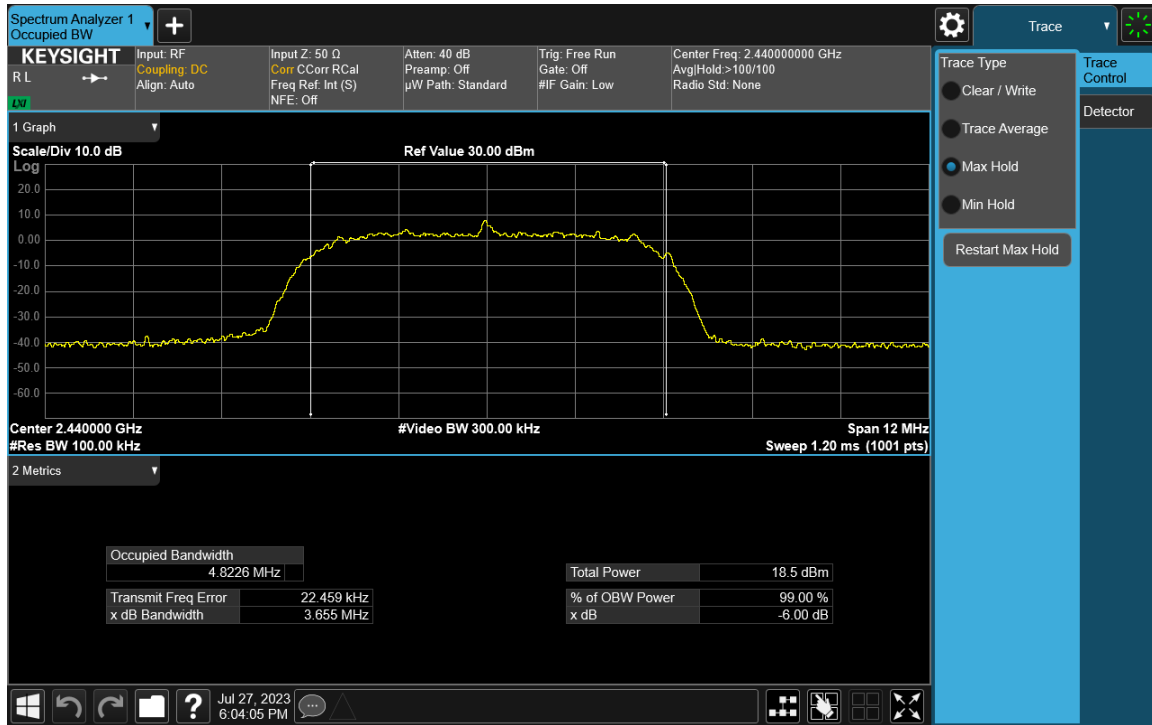 Spectrum Analyzer 1
Occupied BW
Trace
KEYSIGHT
R L
LXI
Input: RF
Coupling: DC
Align: Auto
Input Z: 50 Ω
Corr CCorr RCal
Freq Ref: Int (S)
NFE: Off
Atten: 40 dB
Preamp: Off
µW Path: Standard
Trig: Free Run
Gate: Off
#IF Gain: Low
Center Freq: 2.440000000 GHz
Avg|Hold:>100/100
Radio Std: None
Trace Type
Clear / Write
Trace Average
Max Hold
Min Hold
Restart Max Hold
Trace
Control
Detector
1 Graph
Scale/Div 10.0 dB
Ref Value 30.00 dBm
Log
20.0
10.0
0.00
-10.0
-20.0
-30.0
-40.0
-50.0
-60.0
Center 2.440000 GHz
#Video BW 300.00 kHz
Span 12 MHz
#Res BW 100.00 kHz
Sweep 1.20 ms (1001 pts)
2 Metrics
Occupied Bandwidth
4.8226 MHz
Total Power 18.5 dBm
Transmit Freq Error 22.459 kHz
% of OBW Power 99.00 %
x dB Bandwidth 3.655 MHz
x dB -6.00 dB
?
Jul 27, 2023
6:04:05 PM